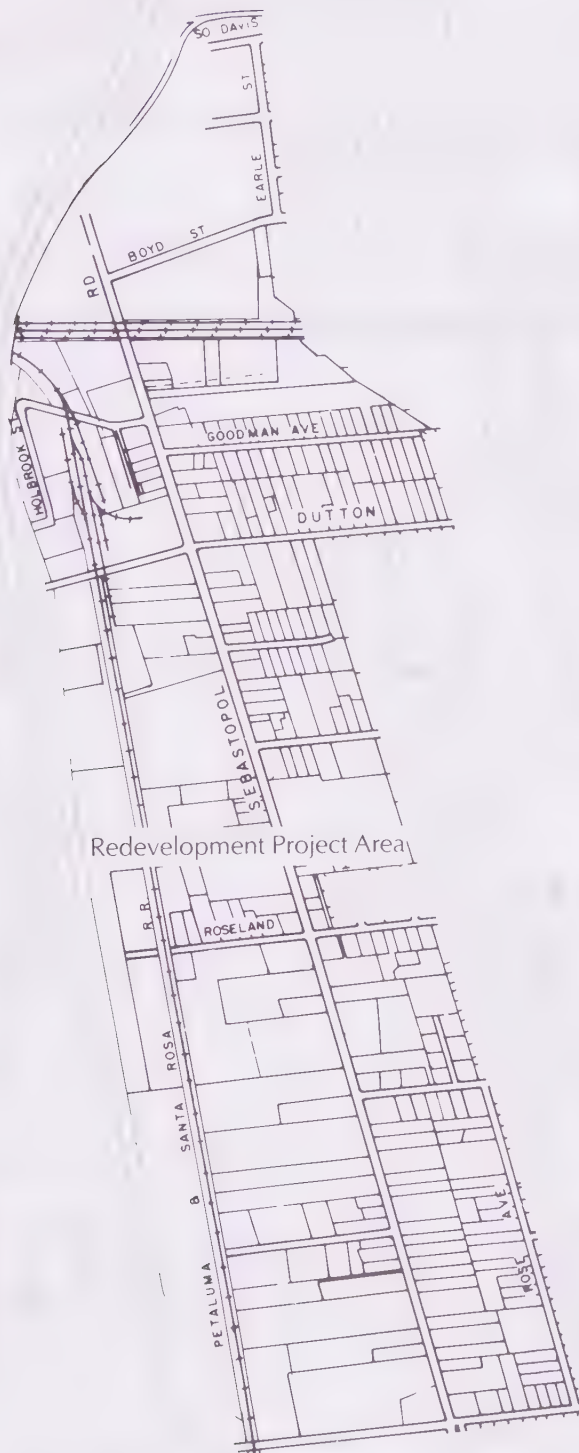 SO DAVIS
EARLE ST
BOYD ST
RD
GOODMAN AVE
HOLBROOK S
DUTTON
SEBASTOPOL
Redevelopment Project Area
R.R.
ROSELAND
PETALUMA & SANTA ROSA
ROSE AVE.